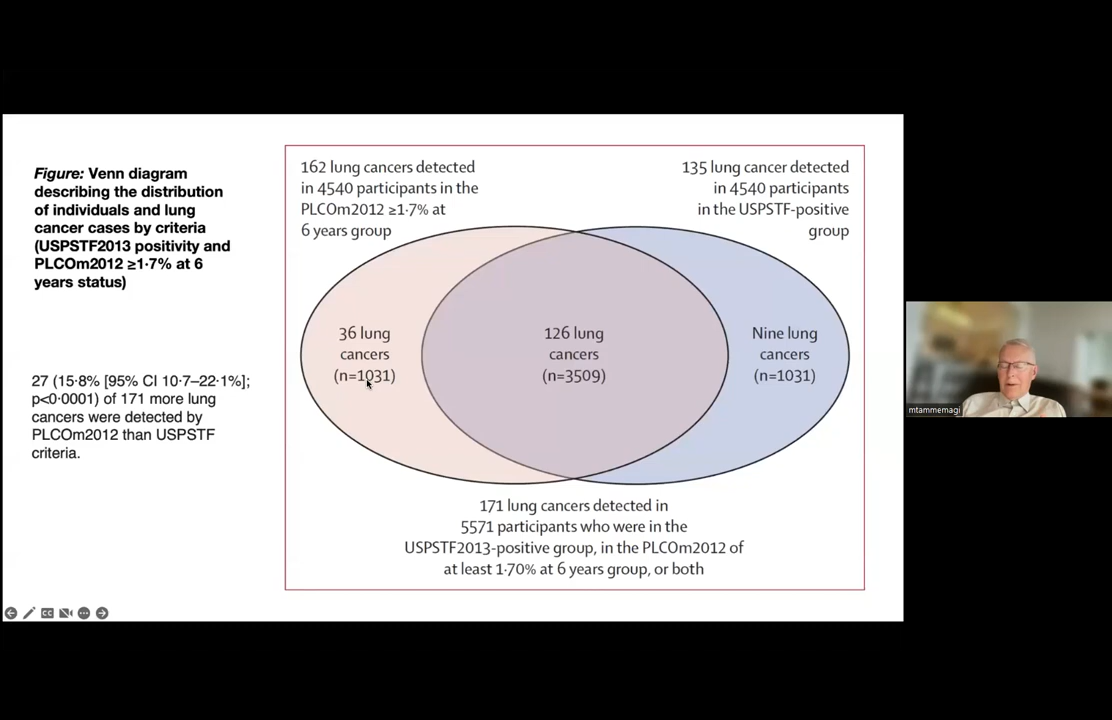 Figure: Venn diagram
describing the distribution
of individuals and lung
cancer cases by criteria
(USPSTF2013 positivity and
PLCOm2012 ≥1·7% at 6
years status)
27 (15·8% [95% CI 10·7–22·1%];
p<0·0001) of 171 more lung
cancers were detected by
PLCOm2012 than USPSTF
criteria.
162 lung cancers detected
in 4540 participants in the
PLCOm2012 ≥1·7% at
6 years group
135 lung cancer detected
in 4540 participants
in the USPSTF-positive
group
36 lung
cancers
(n=1031)
126 lung
cancers
(n=3509)
Nine lung
cancers
(n=1031)
171 lung cancers detected in
5571 participants who were in the
USPSTF2013-positive group, in the PLCOm2012 of
at least 1·70% at 6 years group, or both
mtammemagi
CC